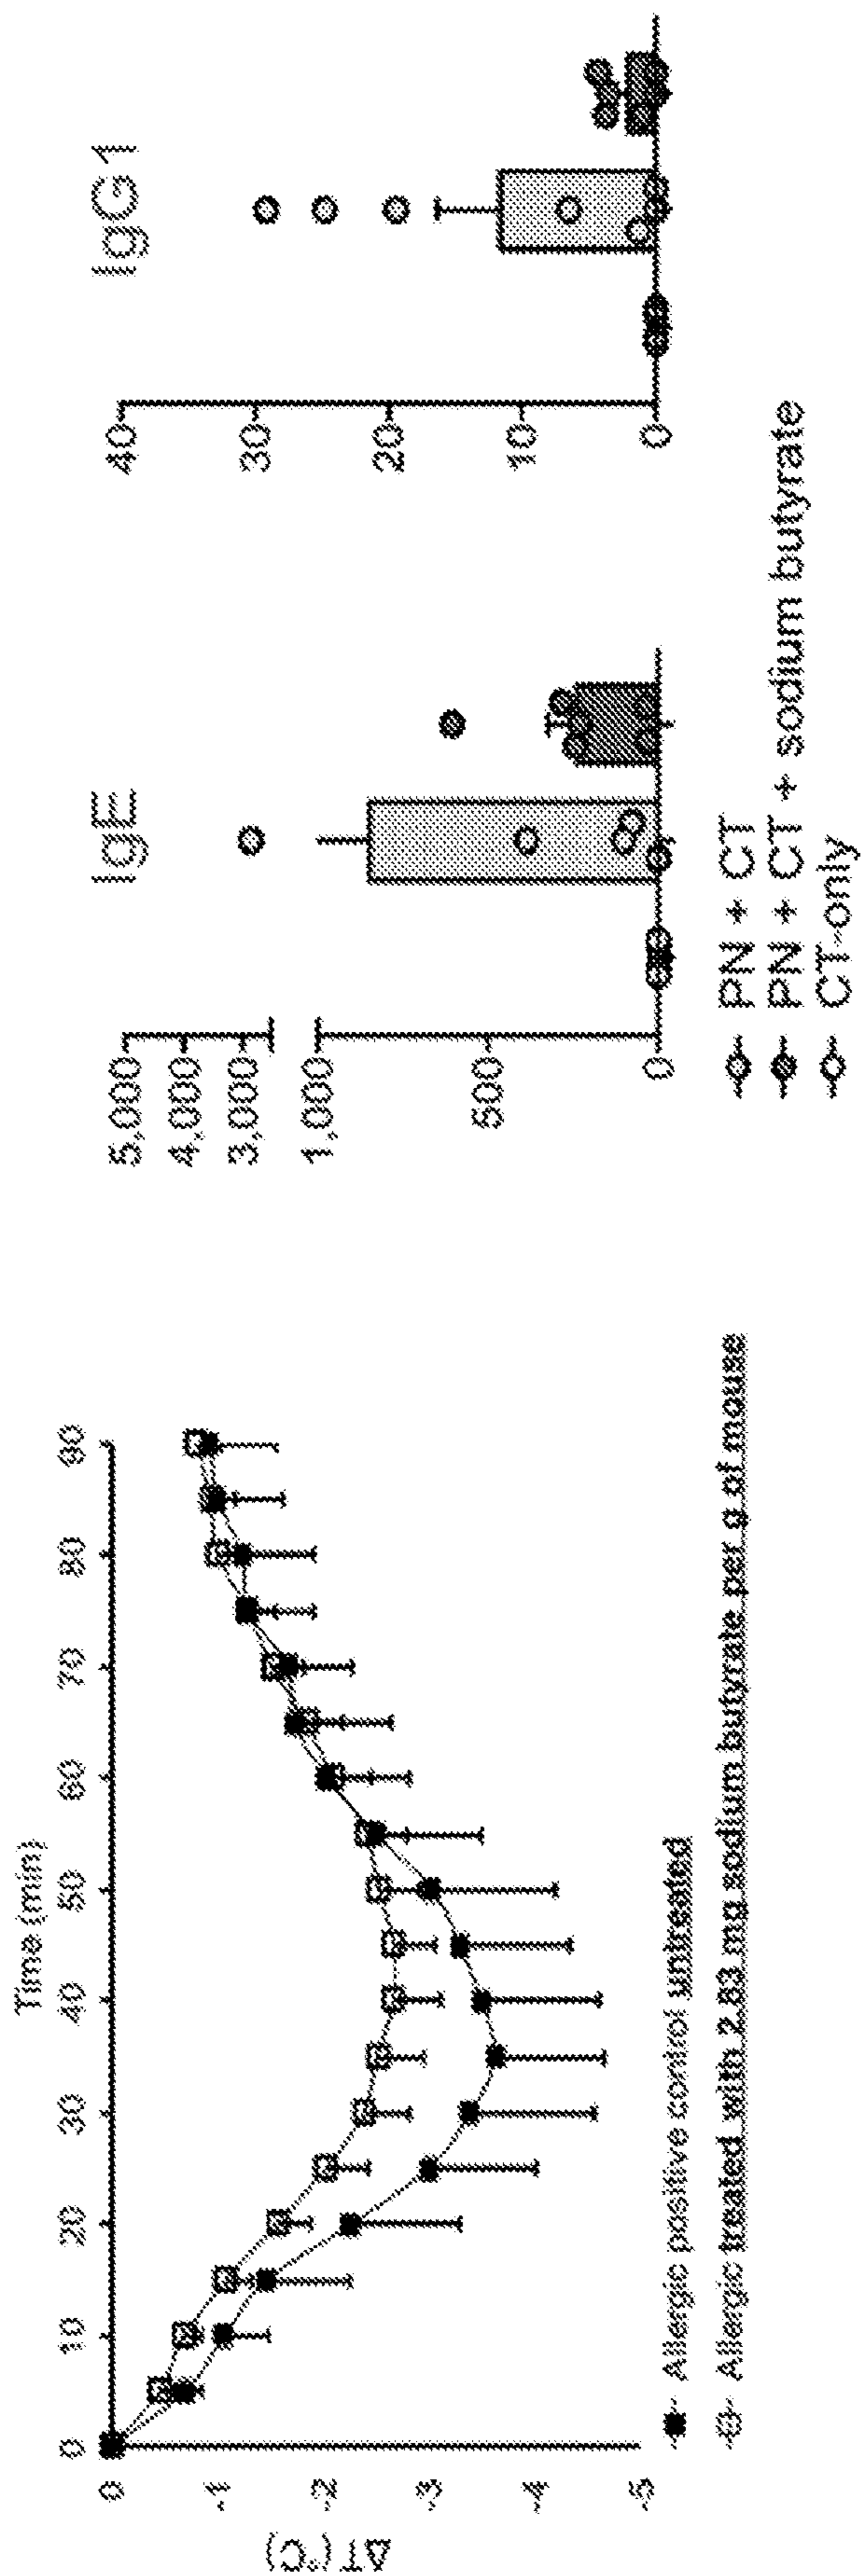 Time (min)
0 10 20 30 40 50 60 70 80 90
ΔT (°C)
0
-1
-2
-3
-4
-5
Allergic positive control untreated
Allergic treated with 2.83 mg sodium butyrate per g of mouse
IgE
5,000
4,000
3,000
1,000
500
0
IgG1
40
30
20
10
0
PN + CT
PN + CT + sodium butyrate
CT-only